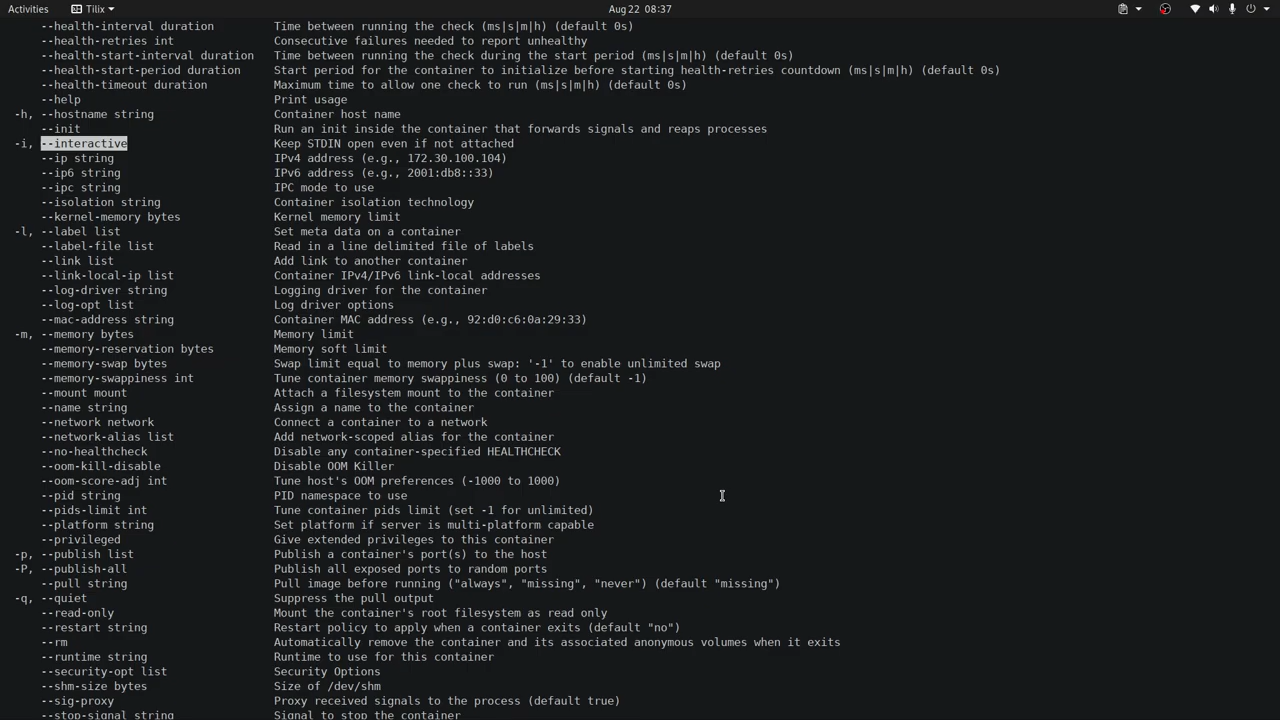 Activities Tilix Aug 22 08:37
--health-interval duration Time between running the check (ms|s|m|h) (default 0s)
--health-retries int Consecutive failures needed to report unhealthy
--health-start-interval duration Time between running the check during the start period (ms|s|m|h) (default 0s)
--health-start-period duration Start period for the container to initialize before starting health-retries countdown (ms|s|m|h) (default 0s)
--health-timeout duration Maximum time to allow one check to run (ms|s|m|h) (default 0s)
--help Print usage
-h, --hostname string Container host name
--init Run an init inside the container that forwards signals and reaps processes
-i, --interactive Keep STDIN open even if not attached
--ip string IPv4 address (e.g., 172.30.100.104)
--ip6 string IPv6 address (e.g., 2001:db8::33)
--ipc string IPC mode to use
--isolation string Container isolation technology
--kernel-memory bytes Kernel memory limit
-l, --label list Set meta data on a container
--label-file list Read in a line delimited file of labels
--link list Add link to another container
--link-local-ip list Container IPv4/IPv6 link-local addresses
--log-driver string Logging driver for the container
--log-opt list Log driver options
--mac-address string Container MAC address (e.g., 92:d0:c6:0a:29:33)
-m, --memory bytes Memory limit
--memory-reservation bytes Memory soft limit
--memory-swap bytes Swap limit equal to memory plus swap: '-1' to enable unlimited swap
--memory-swappiness int Tune container memory swappiness (0 to 100) (default -1)
--mount mount Attach a filesystem mount to the container
--name string Assign a name to the container
--network network Connect a container to a network
--network-alias list Add network-scoped alias for the container
--no-healthcheck Disable any container-specified HEALTHCHECK
--oom-kill-disable Disable OOM Killer
--oom-score-adj int Tune host's OOM preferences (-1000 to 1000)
--pid string PID namespace to use
--pids-limit int Tune container pids limit (set -1 for unlimited)
--platform string Set platform if server is multi-platform capable
--privileged Give extended privileges to this container
-p, --publish list Publish a container's port(s) to the host
-P, --publish-all Publish all exposed ports to random ports
--pull string Pull image before running ("always", "missing", "never") (default "missing")
-q, --quiet Suppress the pull output
--read-only Mount the container's root filesystem as read only
--restart string Restart policy to apply when a container exits (default "no")
--rm Automatically remove the container and its associated anonymous volumes when it exits
--runtime string Runtime to use for this container
--security-opt list Security Options
--shm-size bytes Size of /dev/shm
--sig-proxy Proxy received signals to the process (default true)
--stop-signal string Signal to stop the container